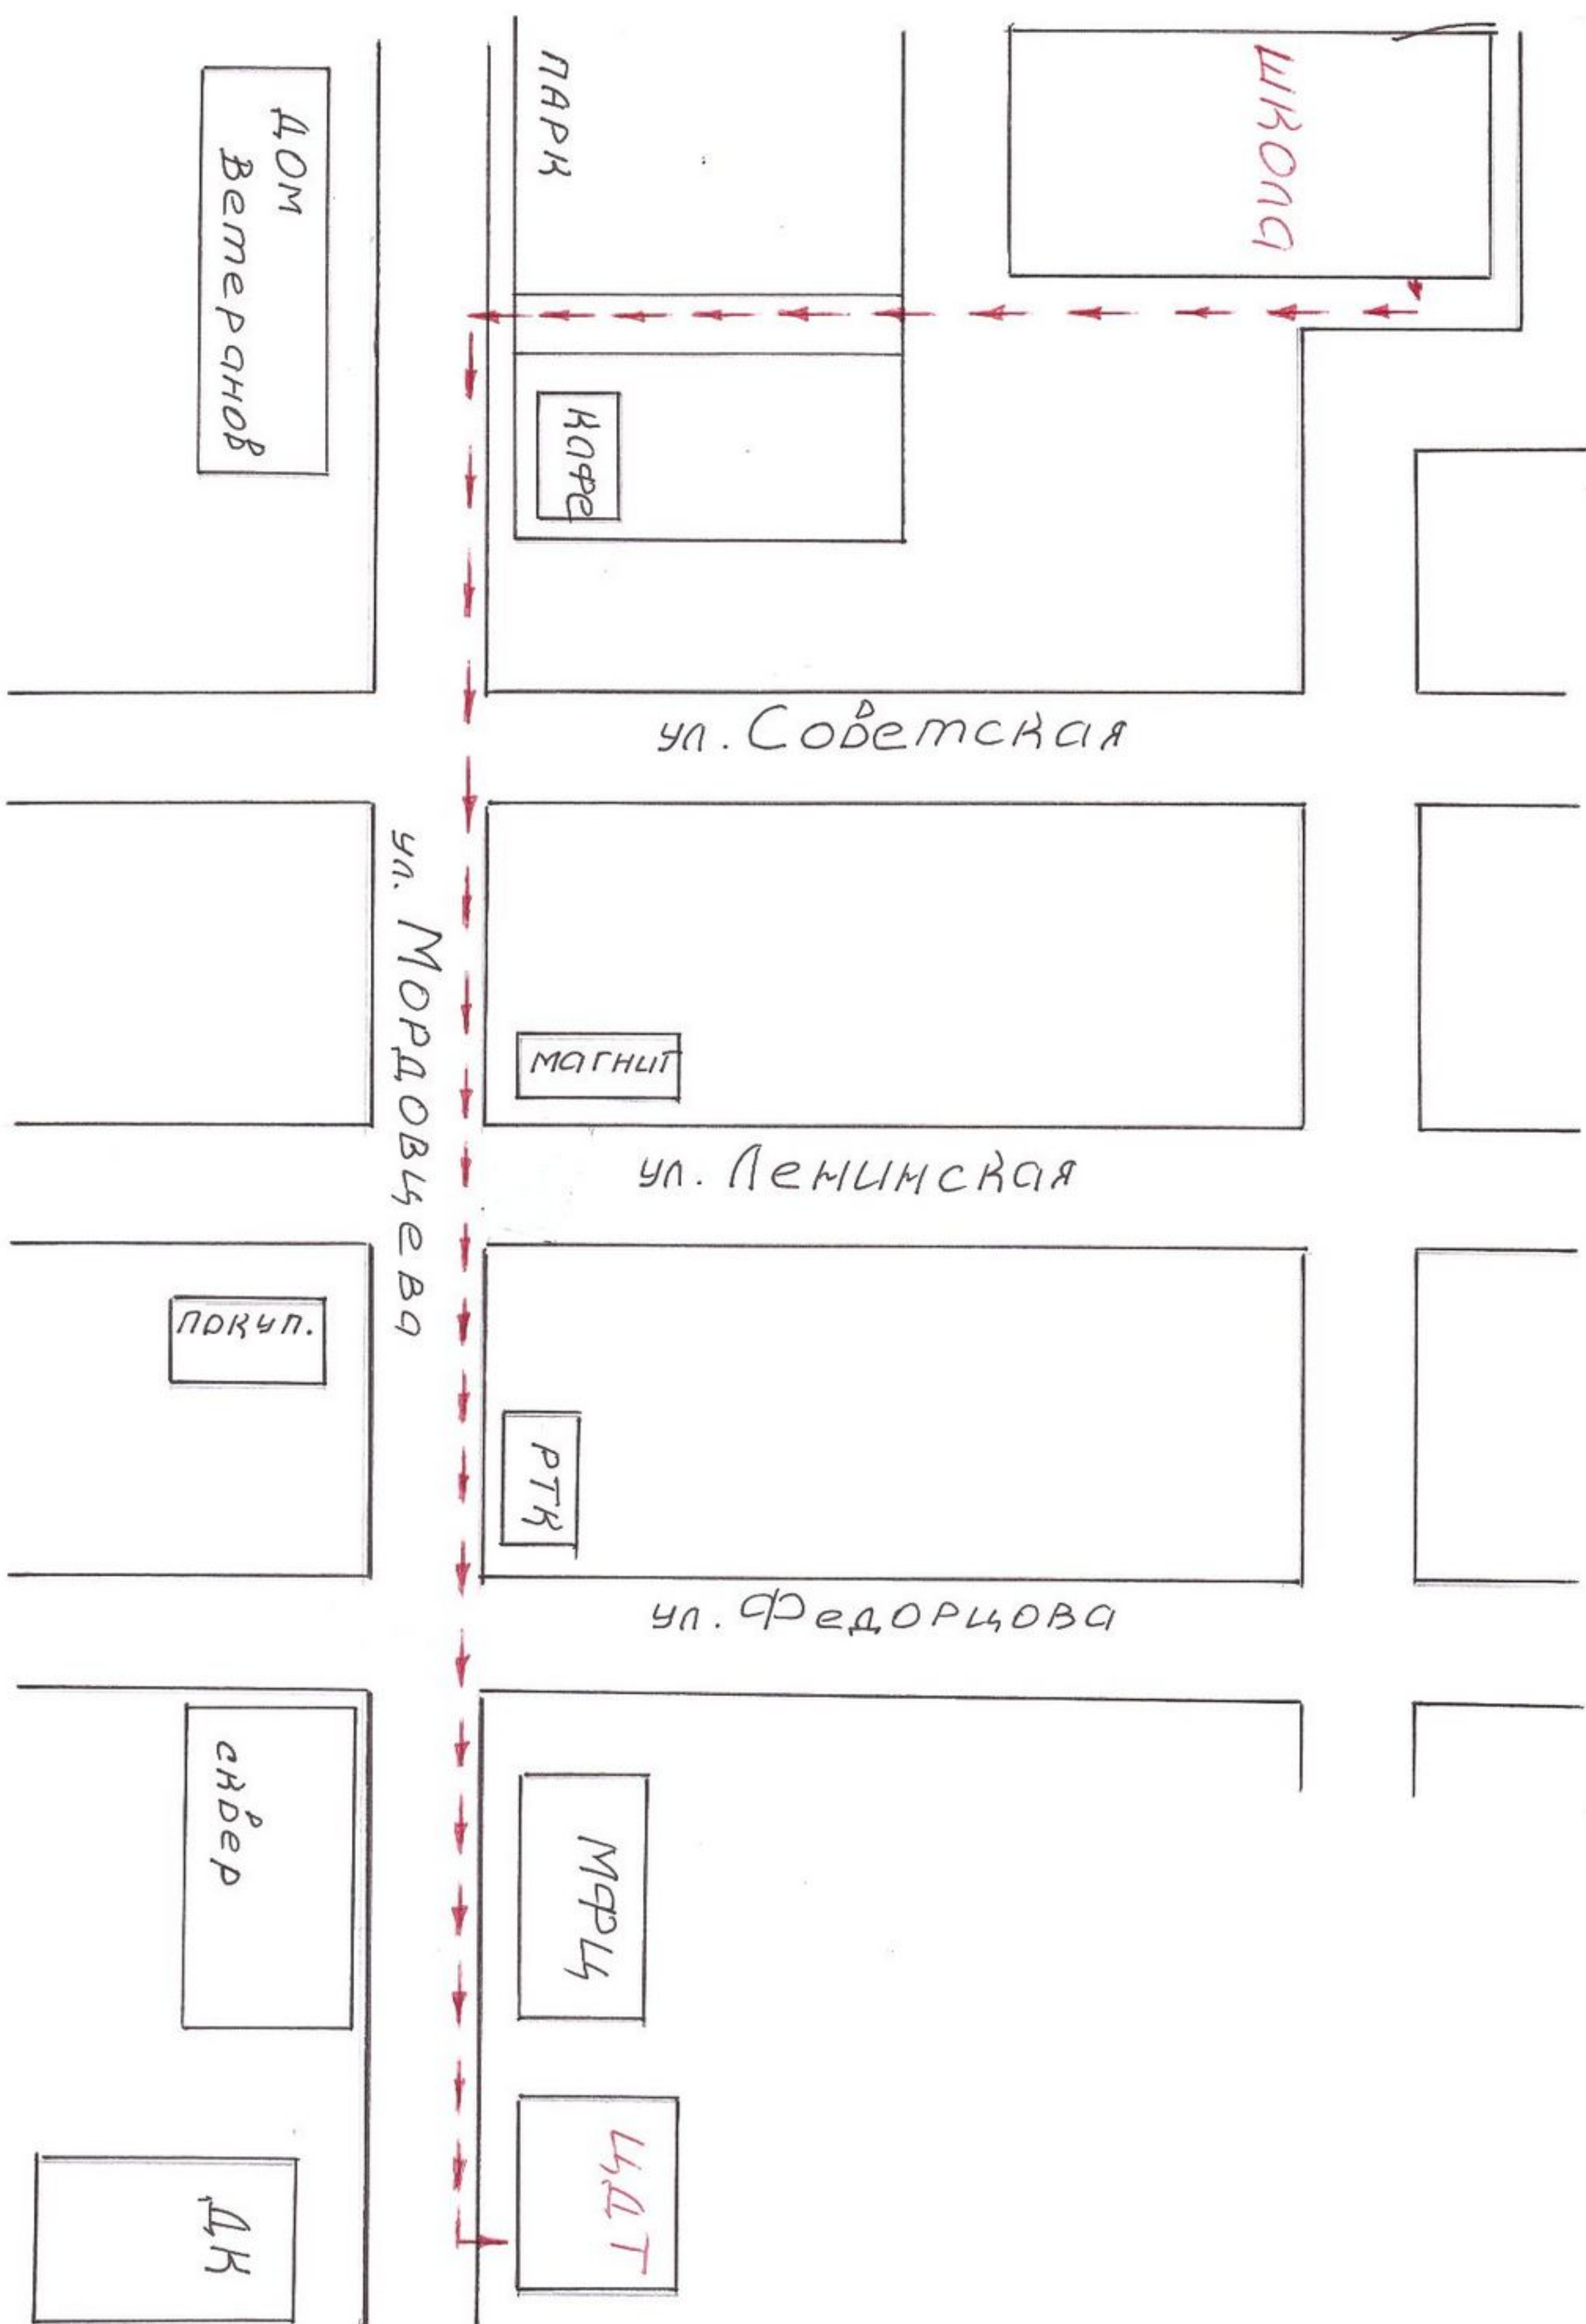 ШКОЛА
ПАРК
ДОМ
Ветеранов
КАФЕ
ул. Советская
ул. Мордовцева
МАГНИТ
ул. Ленинская
ПОКУП.
РТК
ул. Федорцова
сквер
МФЦ
ЦДТ
ДК